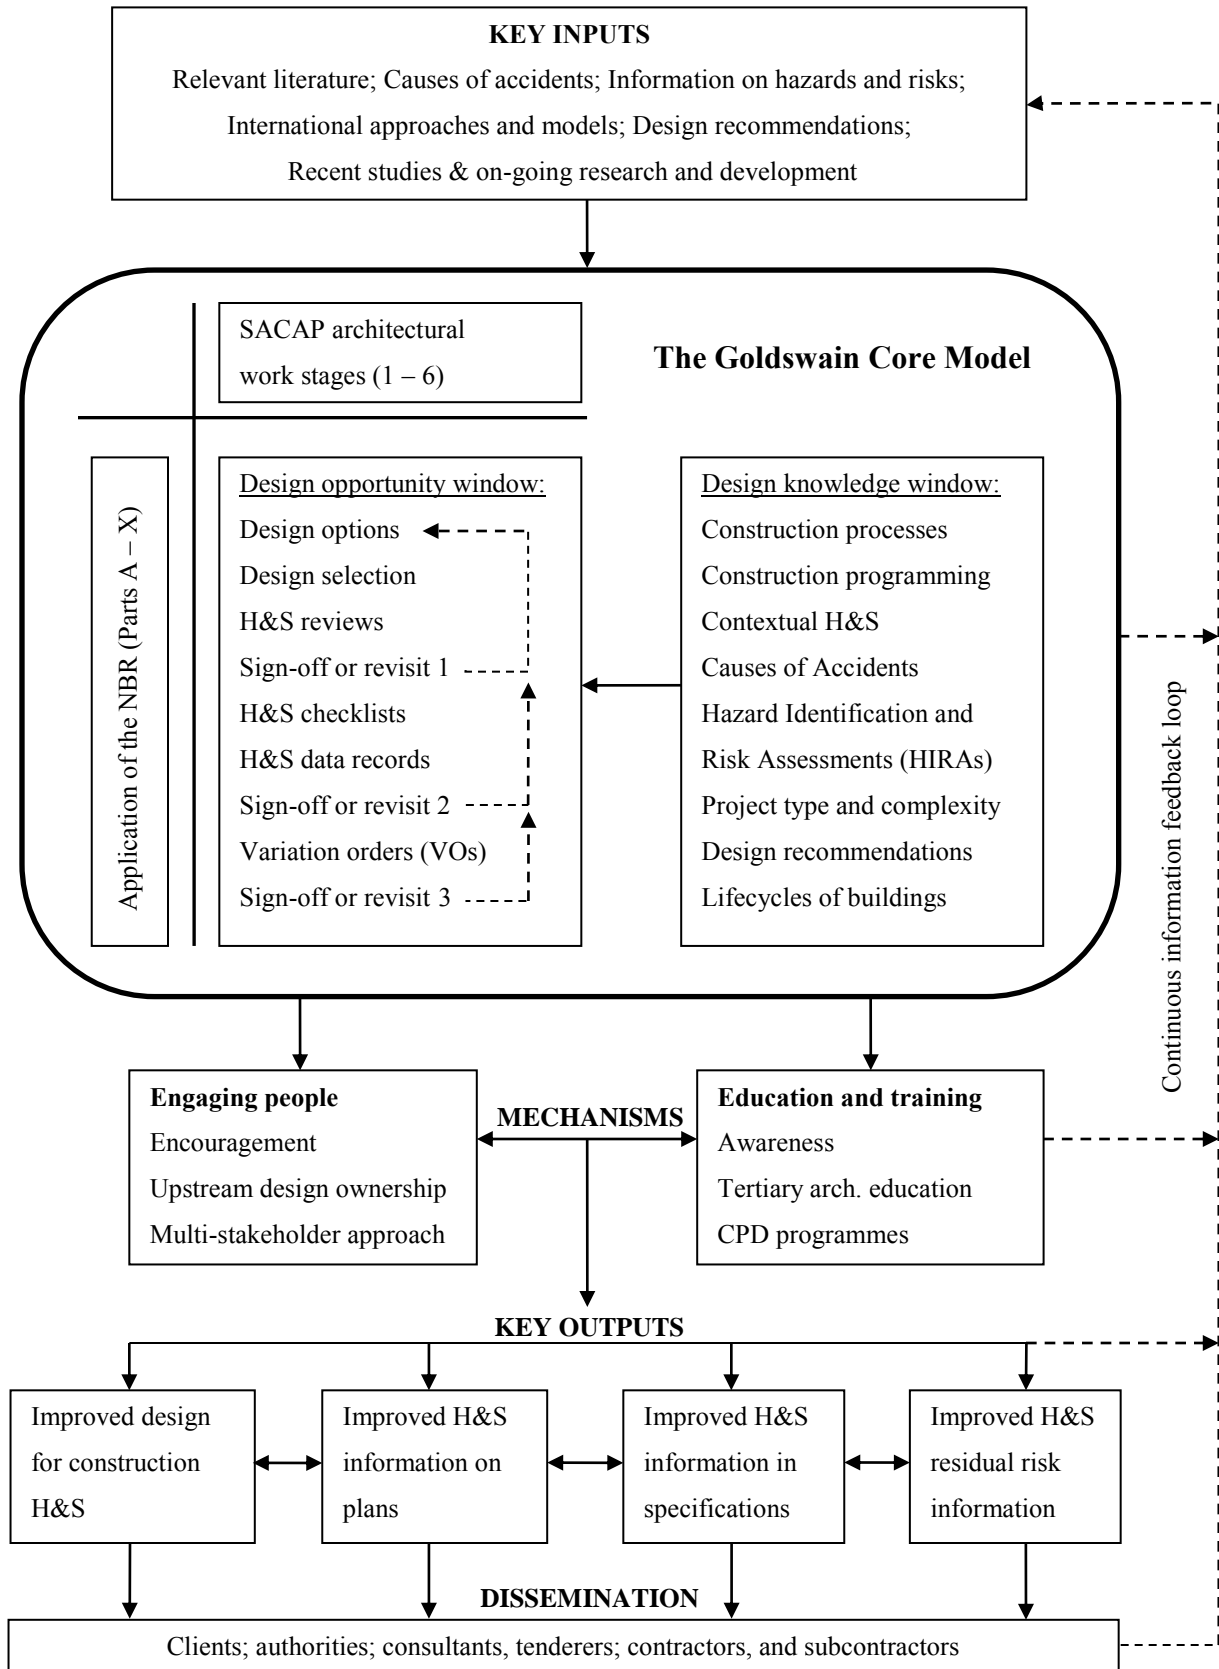 KEY INPUTS
Relevant literature; Causes of accidents; Information on hazards and risks;
International approaches and models; Design recommendations;
Recent studies & on-going research and development
SACAP architectural
work stages (1 – 6)
The Goldswain Core Model
Application of the NBR (Parts A – X)
Design opportunity window:
Design options
Design selection
H&S reviews
Sign-off or revisit 1
H&S checklists
H&S data records
Sign-off or revisit 2
Variation orders (VOs)
Sign-off or revisit 3
Design knowledge window:
Construction processes
Construction programming
Contextual H&S
Causes of Accidents
Hazard Identification and
Risk Assessments (HIRAs)
Project type and complexity
Design recommendations
Lifecycles of buildings
Continuous information feedback loop
Engaging people
Encouragement
Upstream design ownership
Multi-stakeholder approach
MECHANISMS
Education and training
Awareness
Tertiary arch. education
CPD programmes
KEY OUTPUTS
Improved design
for construction
H&S
Improved H&S
information on
plans
Improved H&S
information in
specifications
Improved H&S
residual risk
information
DISSEMINATION
Clients; authorities; consultants, tenderers; contractors, and subcontractors